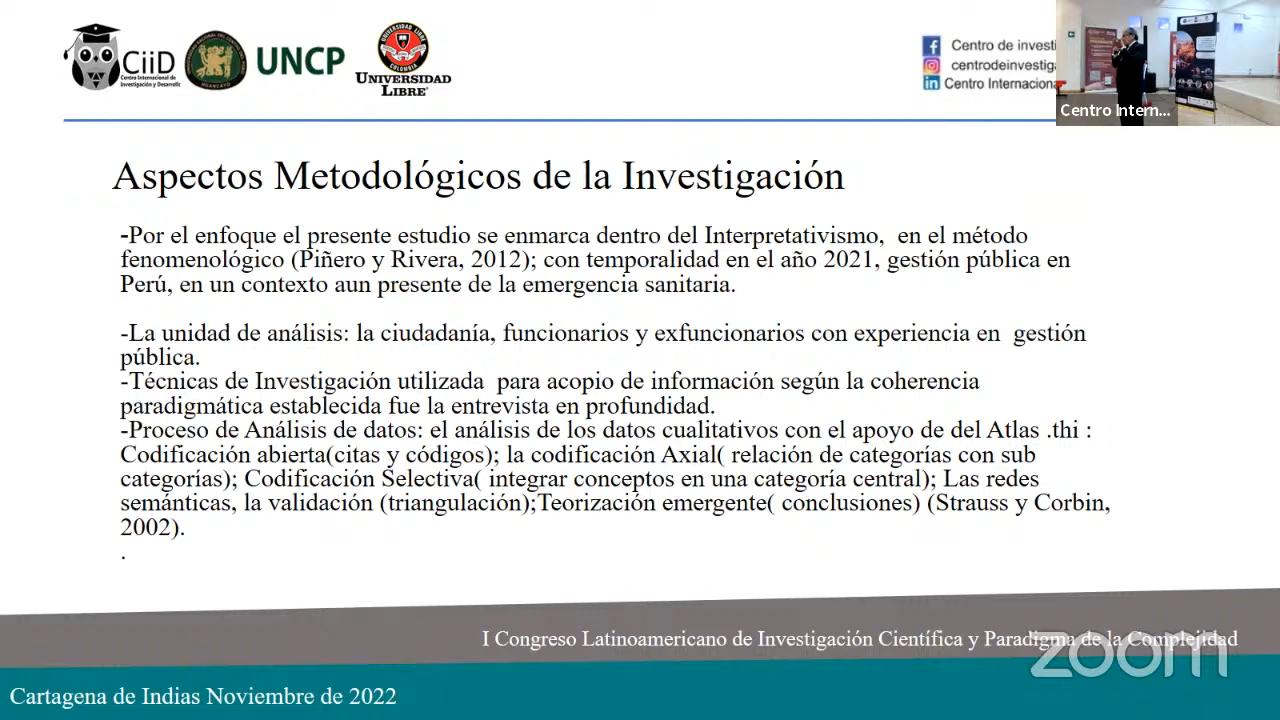 CiiD
Centro Internacional de
Investigación y Desarrollo
UNCP
UNIVERSIDAD LIBRE
COLOMBIA
UNIVERSIDAD
LIBRE
Centro de investi
centrodeinvestiga
Centro Internaciona
Centro Intern...
Aspectos Metodológicos de la Investigación
-Por el enfoque el presente estudio se enmarca dentro del Interpretativismo, en el método
fenomenológico (Piñero y Rivera, 2012); con temporalidad en el año 2021, gestión pública en
Perú, en un contexto aun presente de la emergencia sanitaria.
-La unidad de análisis: la ciudadanía, funcionarios y exfuncionarios con experiencia en gestión
pública.
-Técnicas de Investigación utilizada para acopio de información según la coherencia
paradigmática establecida fue la entrevista en profundidad.
-Proceso de Análisis de datos: el análisis de los datos cualitativos con el apoyo de del Atlas .thi :
Codificación abierta(citas y códigos); la codificación Axial( relación de categorías con sub
categorías); Codificación Selectiva( integrar conceptos en una categoría central); Las redes
semánticas, la validación (triangulación);Teorización emergente( conclusiones) (Strauss y Corbin,
2002).
.
I Congreso Latinoamericano de Investigación Científica y Paradigma de la Complejidad
zoom
Cartagena de Indias Noviembre de 2022